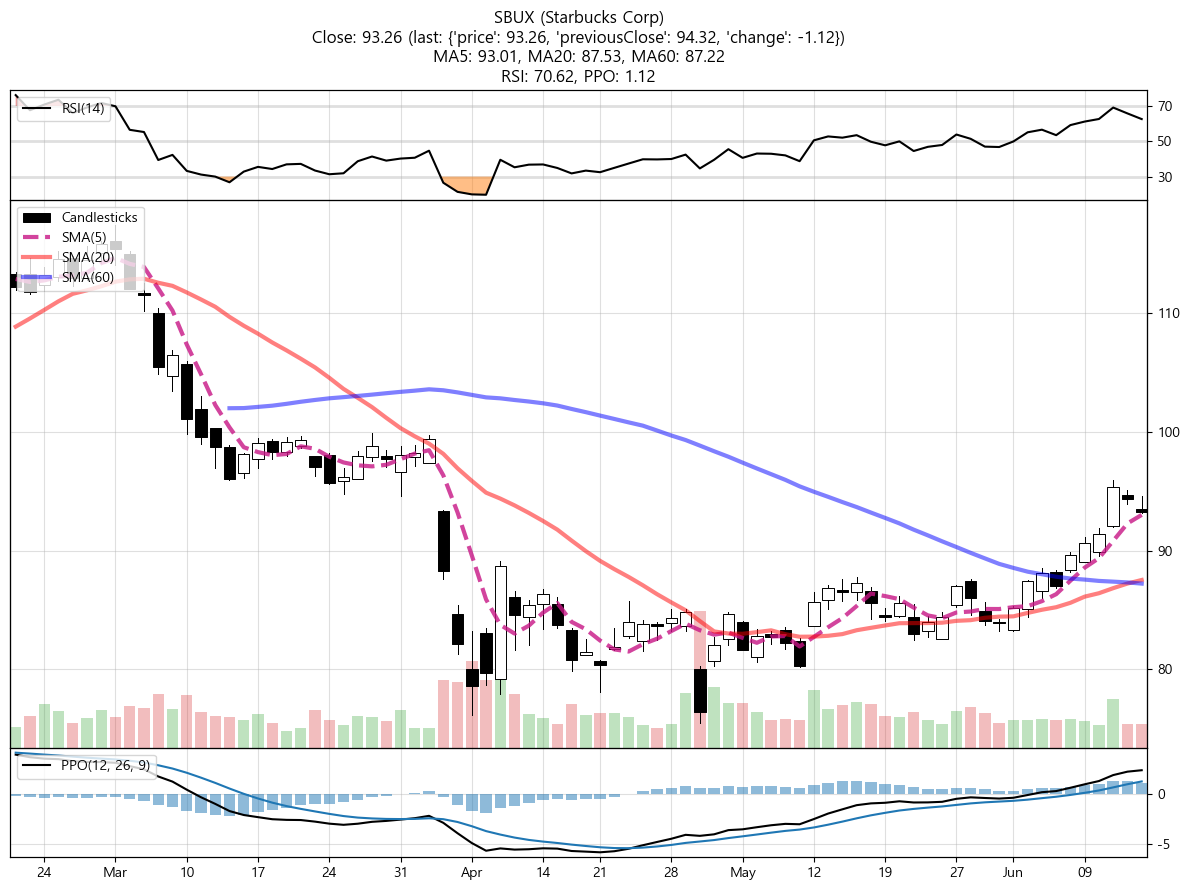 SBUX (Starbucks Corp)
Close: 93.26 (last: {'price': 93.26, 'previousClose': 94.32, 'change': -1.12})
MA5: 93.01, MA20: 87.53, MA60: 87.22
RSI: 70.62, PPO: 1.12
RSI(14)
70
50
30
Candlesticks
SMA(5)
SMA(20)
SMA(60)
110
100
90
80
PPO(12, 26, 9)
0
-5
24 Mar 10 17 24 31 Apr 14 21 28 May 12 19 27 Jun 09